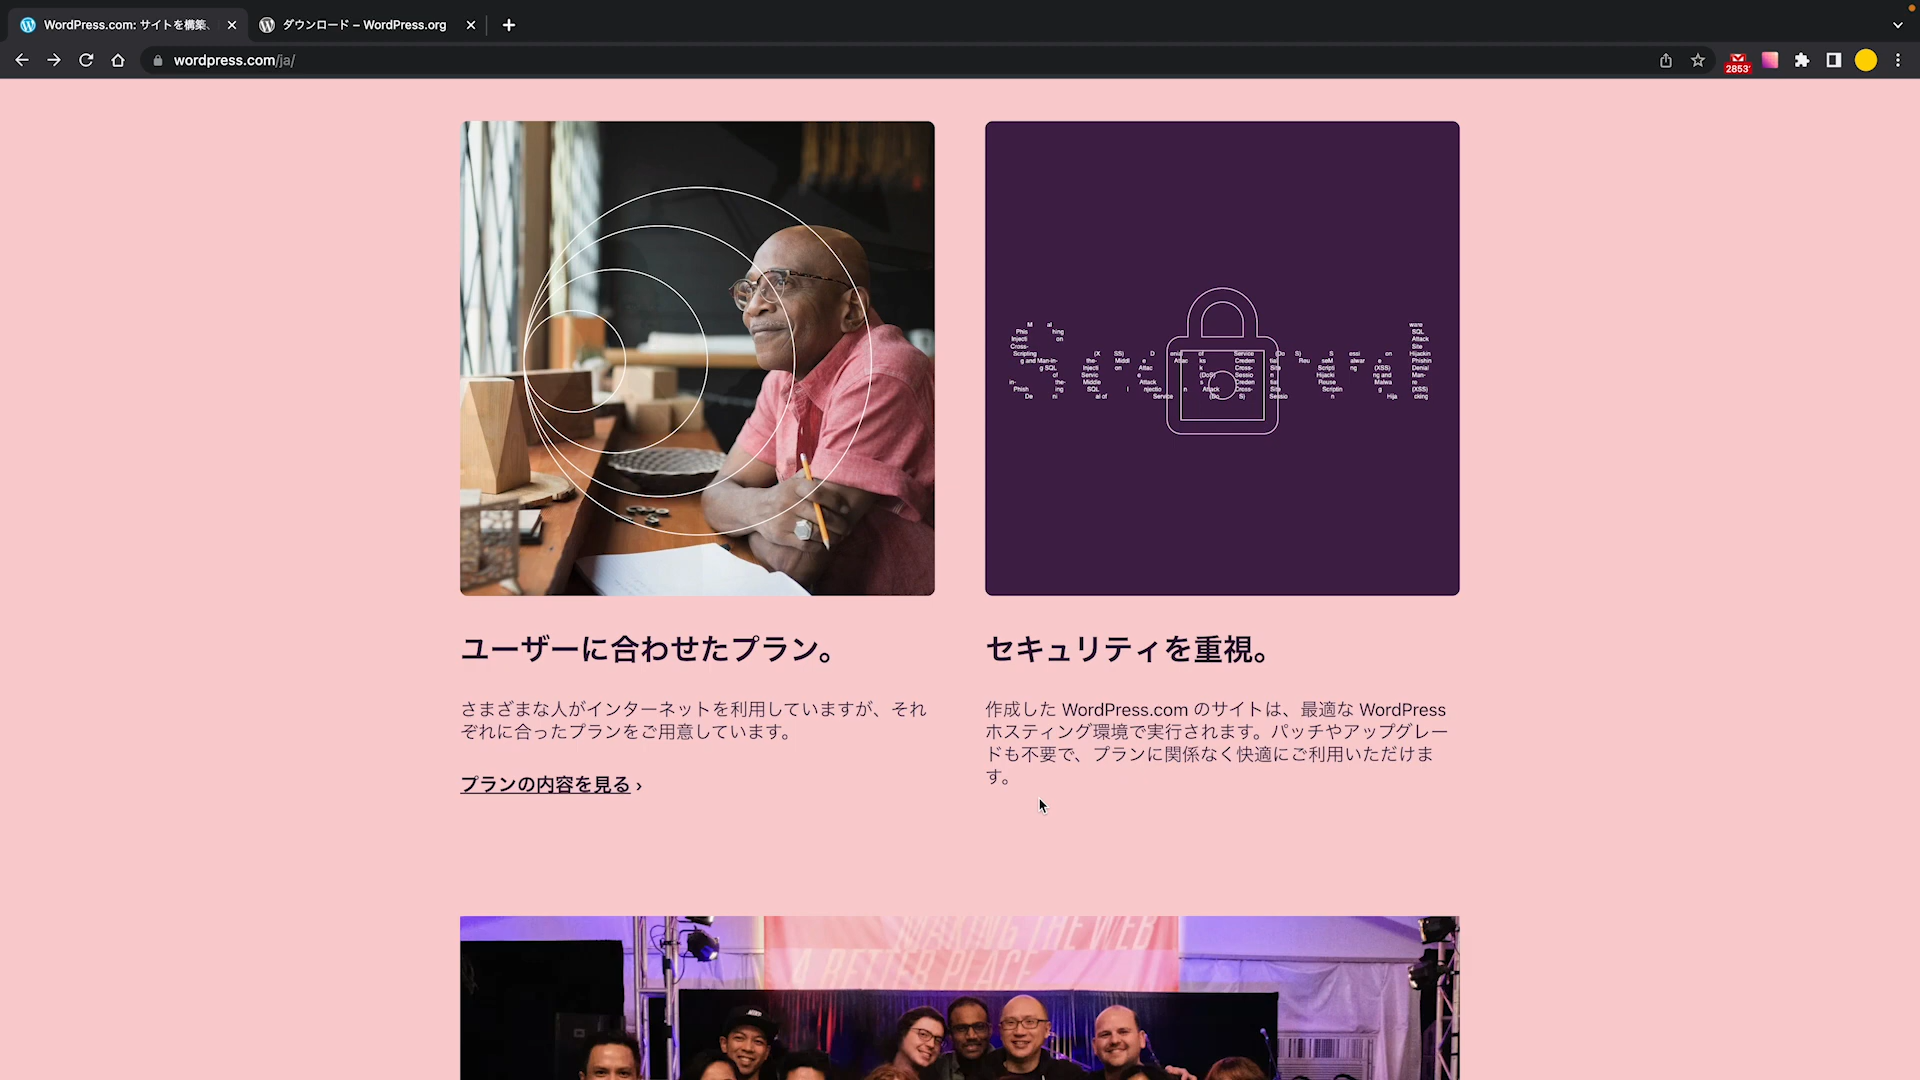 WordPress.com: サイトを構築、
ダウンロード – WordPress.org
wordpress.com/ja/
2853
ユーザーに合わせたプラン。
さまざまな人がインターネットを利用していますが、それ
ぞれに合ったプランをご用意しています。
プランの内容を見る ›
セキュリティを重視。
作成した WordPress.com のサイトは、最適な WordPress
ホスティング環境で実行されます。パッチやアップグレー
ドも不要で、プランに関係なく快適にご利用いただけま
す。
MAKING THE WEB
A BETTER PLACE